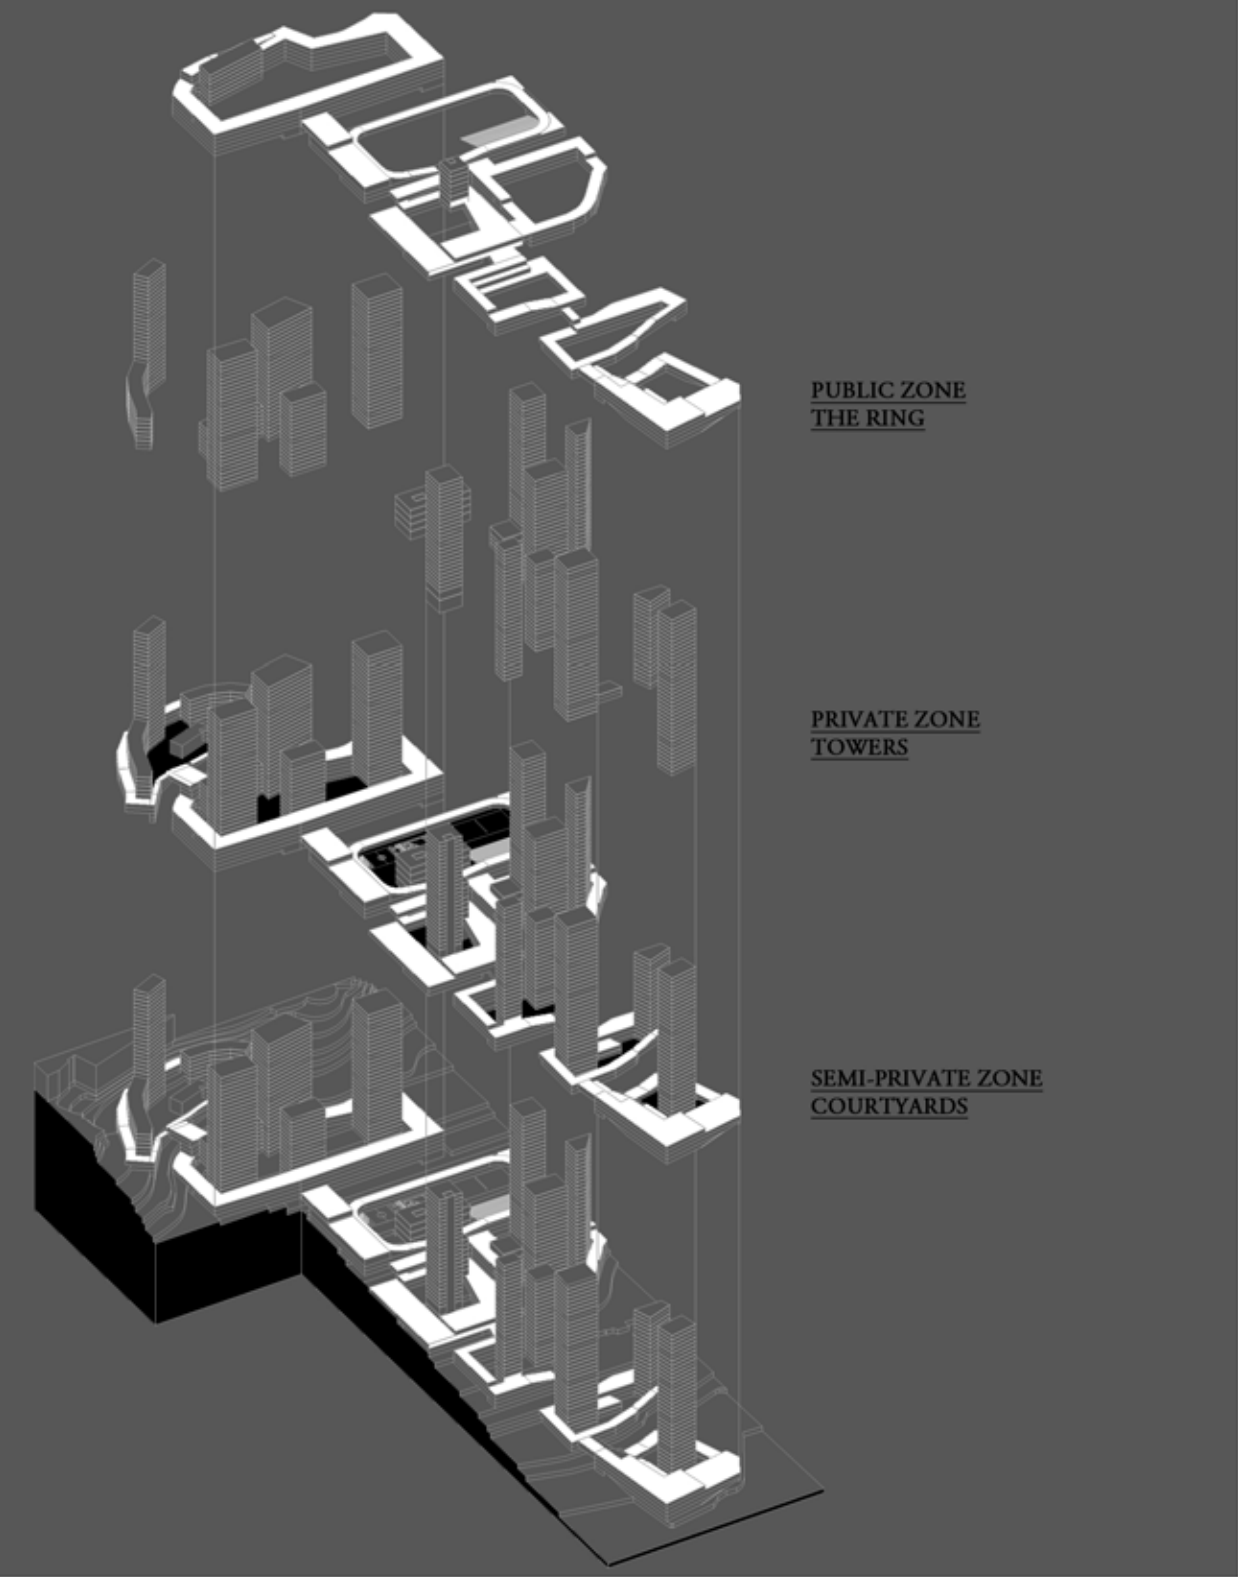 PUBLIC ZONE
THE RING
PRIVATE ZONE
TOWERS
SEMI-PRIVATE ZONE
COURTYARDS